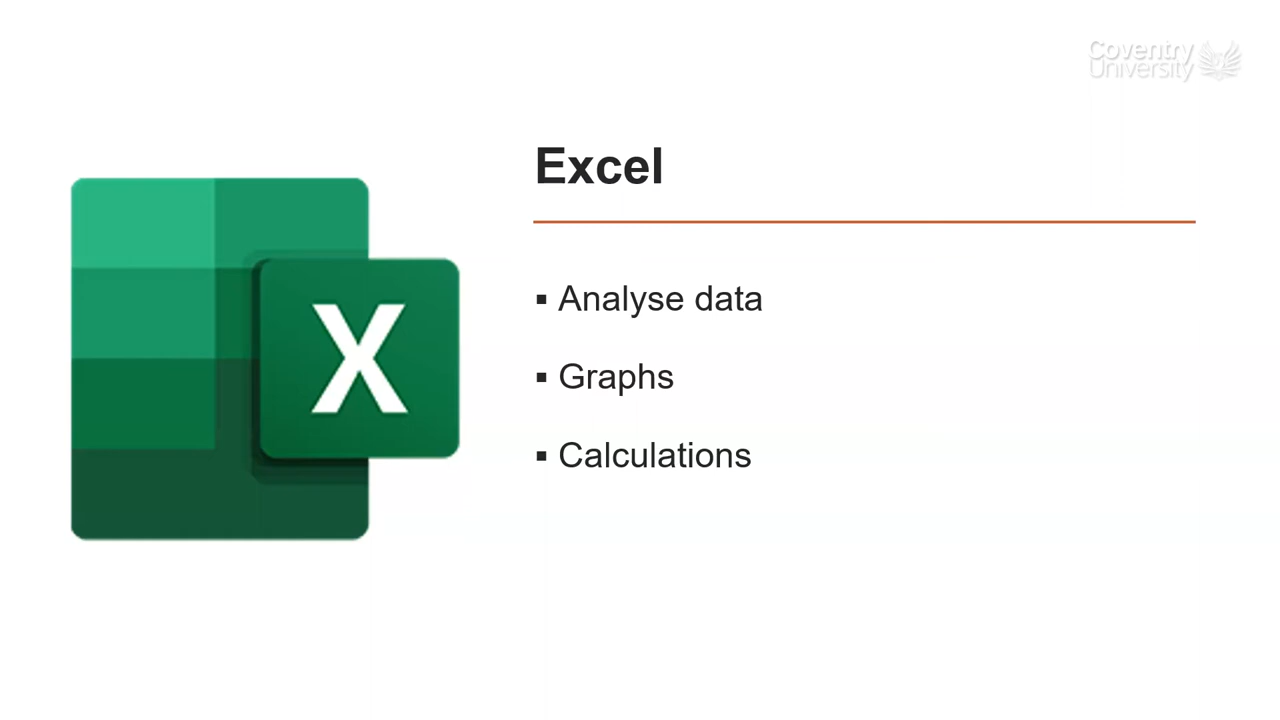 Coventry
University
Excel
X
▪ Analyse data
▪ Graphs
▪ Calculations